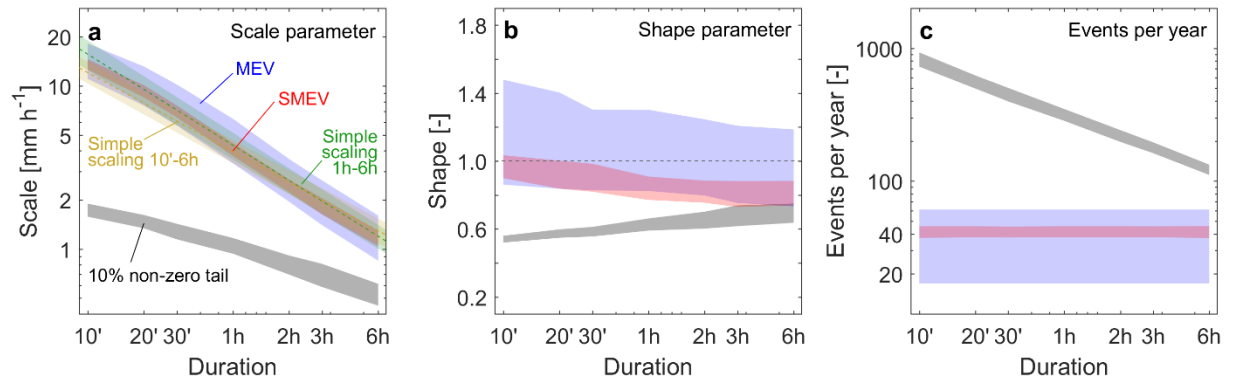 a
Scale parameter
20
10
5
2
1
Scale [mm h⁻¹]
MEV
SMEV
Simple
scaling 10'-6h
Simple
scaling
1h-6h
10% non-zero tail
10' 20' 30' 1h 2h 3h 6h
Duration
b
Shape parameter
1.8
1.4
1.0
0.6
0.2
Shape [-]
10' 20' 30' 1h 2h 3h 6h
Duration
c
Events per year
1000
100
40
20
Events per year [-]
10' 20' 30' 1h 2h 3h 6h
Duration